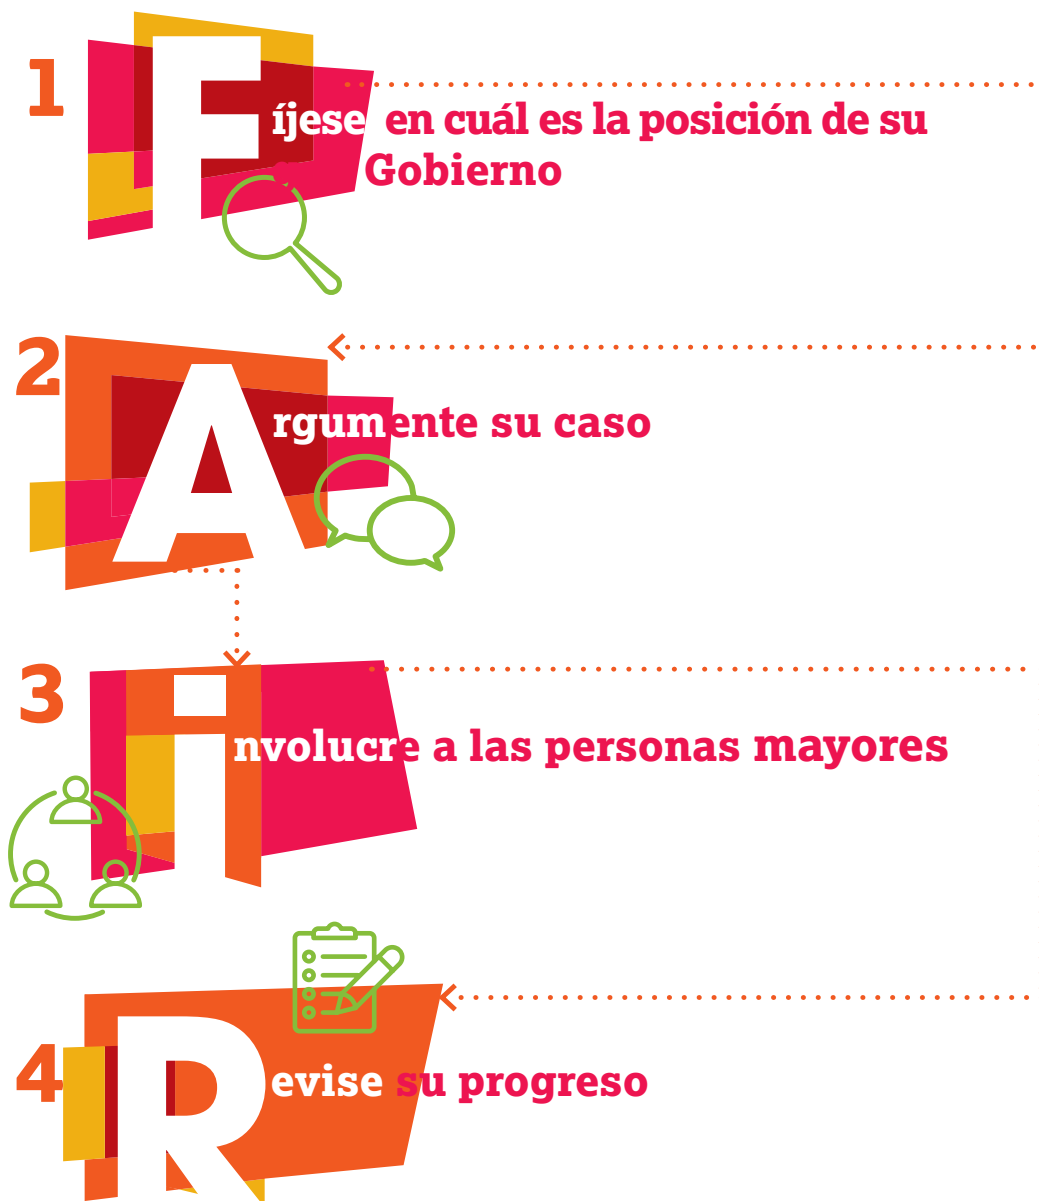 1
Fíjese en cuál es la posición de su
Gobierno
2
Argumente su caso
3
involucre a las personas mayores
4
Revise su progreso